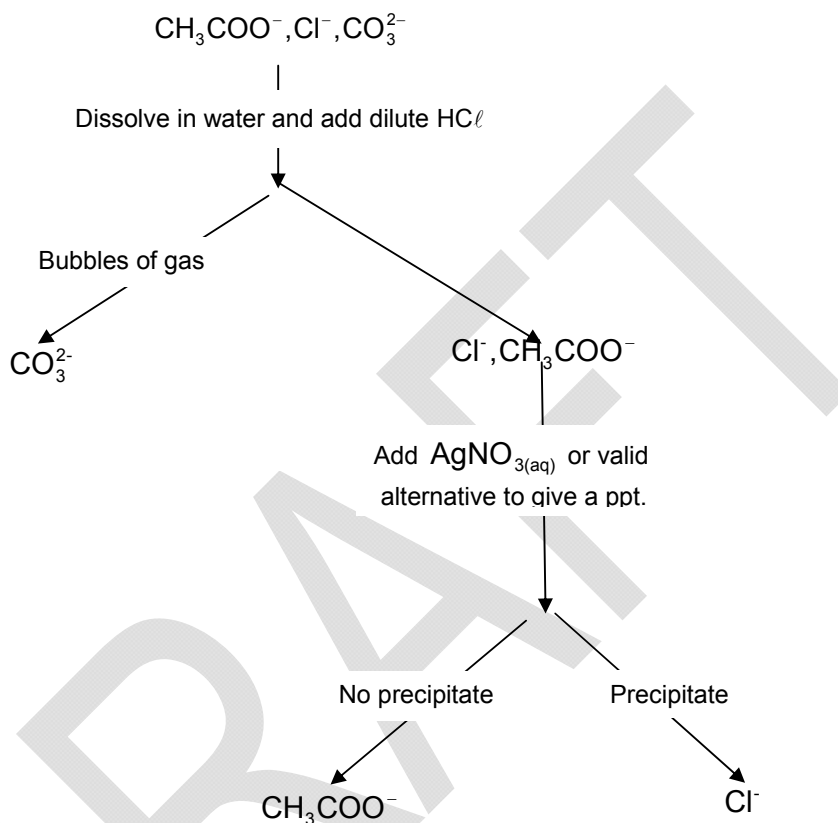 CH₃COO⁻,Cl⁻,CO₃²⁻
Dissolve in water and add dilute HCℓ
Bubbles of gas
CO₃²⁻
Cl⁻,CH₃COO⁻
Add AgNO₃(aq) or valid
alternative to give a ppt.
No precipitate
Precipitate
CH₃COO⁻
Cl⁻